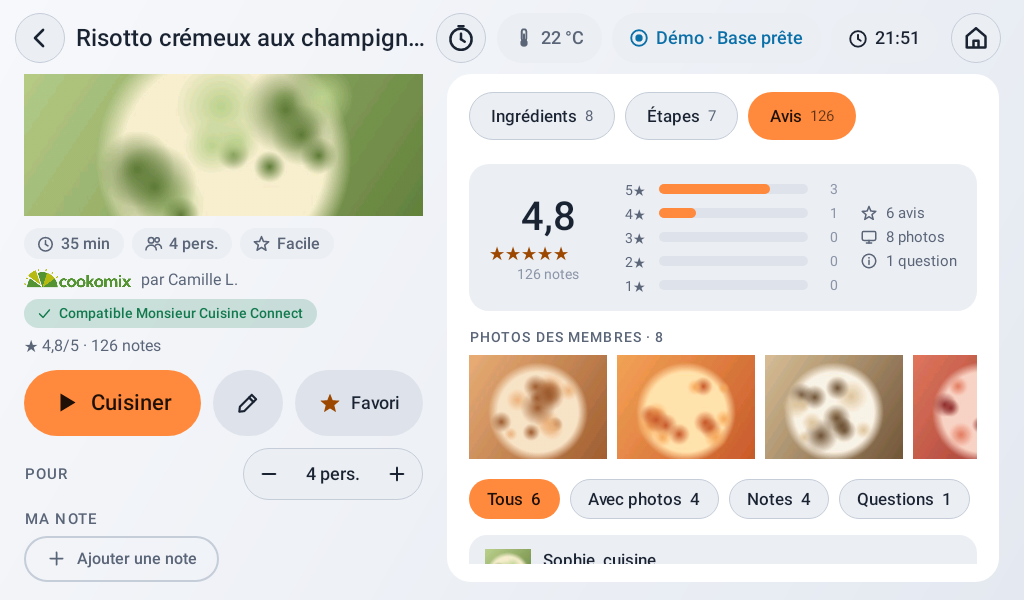 Risotto crémeux aux champign…
22 °C
Démo · Base prête
21:51
35 min
4 pers.
Facile
cookomix par Camille L.
Compatible Monsieur Cuisine Connect
★ 4,8/5 · 126 notes
Cuisiner
Favori
POUR
− 4 pers. +
MA NOTE
+ Ajouter une note
Ingrédients 8
Étapes 7
Avis 126
4,8
★★★★★
126 notes
5★ 3
4★ 1
3★ 0
2★ 0
1★ 0
6 avis
8 photos
1 question
PHOTOS DES MEMBRES · 8
Tous 6
Avec photos 4
Notes 4
Questions 1
Sophie_cuisine